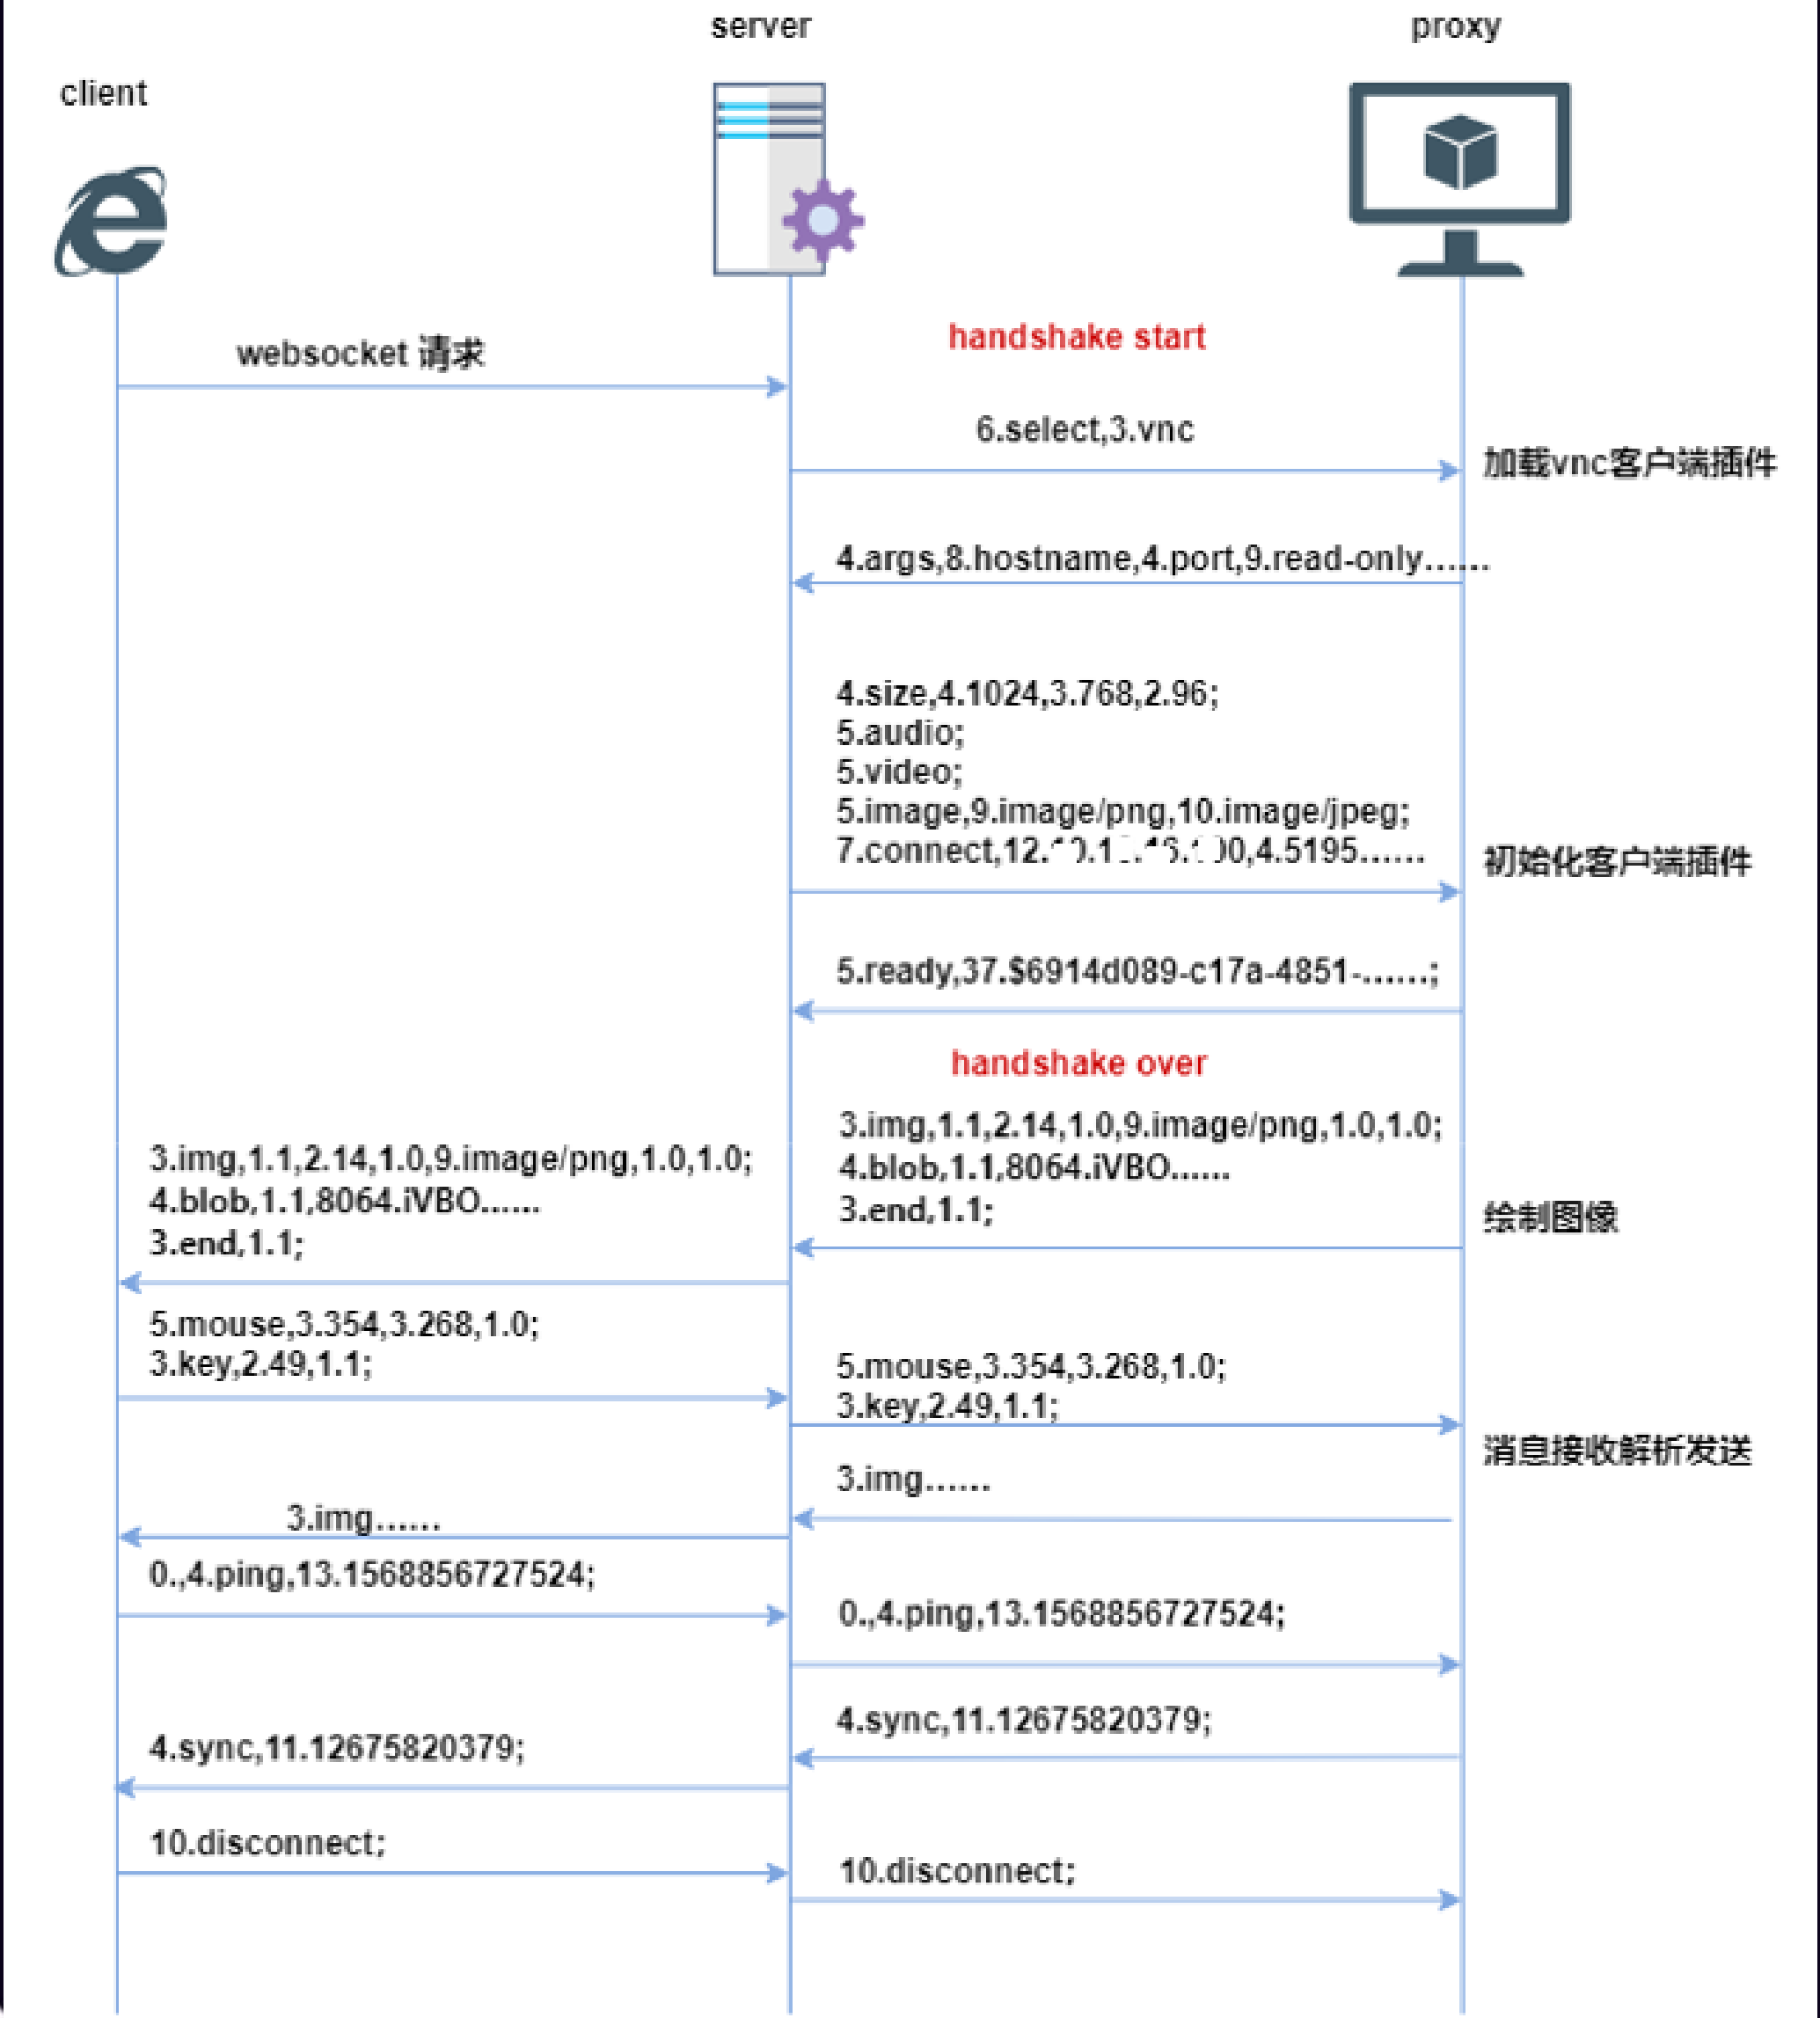 server
proxy
client
handshake start
websocket 请求
6.select,3.vnc
加载vnc客户端插件
4.args,8.hostname,4.port,9.read-only......
4.size,4.1024,3.768,2.96;
5.audio;
5.video;
5.image,9.image/png,10.image/jpeg;
7.connect,4.5195......
初始化客户端插件
5.ready,37.$6914d089-c17a-4851-......;
handshake over
3.img,1.1,2.14,1.0,9.image/png,1.0,1.0;
4.blob,1.1,8064.iVBO......
3.end,1.1;
绘制图像
3.img,1.1,2.14,1.0,9.image/png,1.0,1.0;
4.blob,1.1,8064.iVBO......
3.end,1.1;
5.mouse,3.354,3.268,1.0;
3.key,2.49,1.1;
5.mouse,3.354,3.268,1.0;
3.key,2.49,1.1;
消息接收解析发送
3.img......
3.img......
0.,4.ping,13.1568856727524;
0.,4.ping,13.1568856727524;
4.sync,11.12675820379;
4.sync,11.12675820379;
10.disconnect;
10.disconnect;